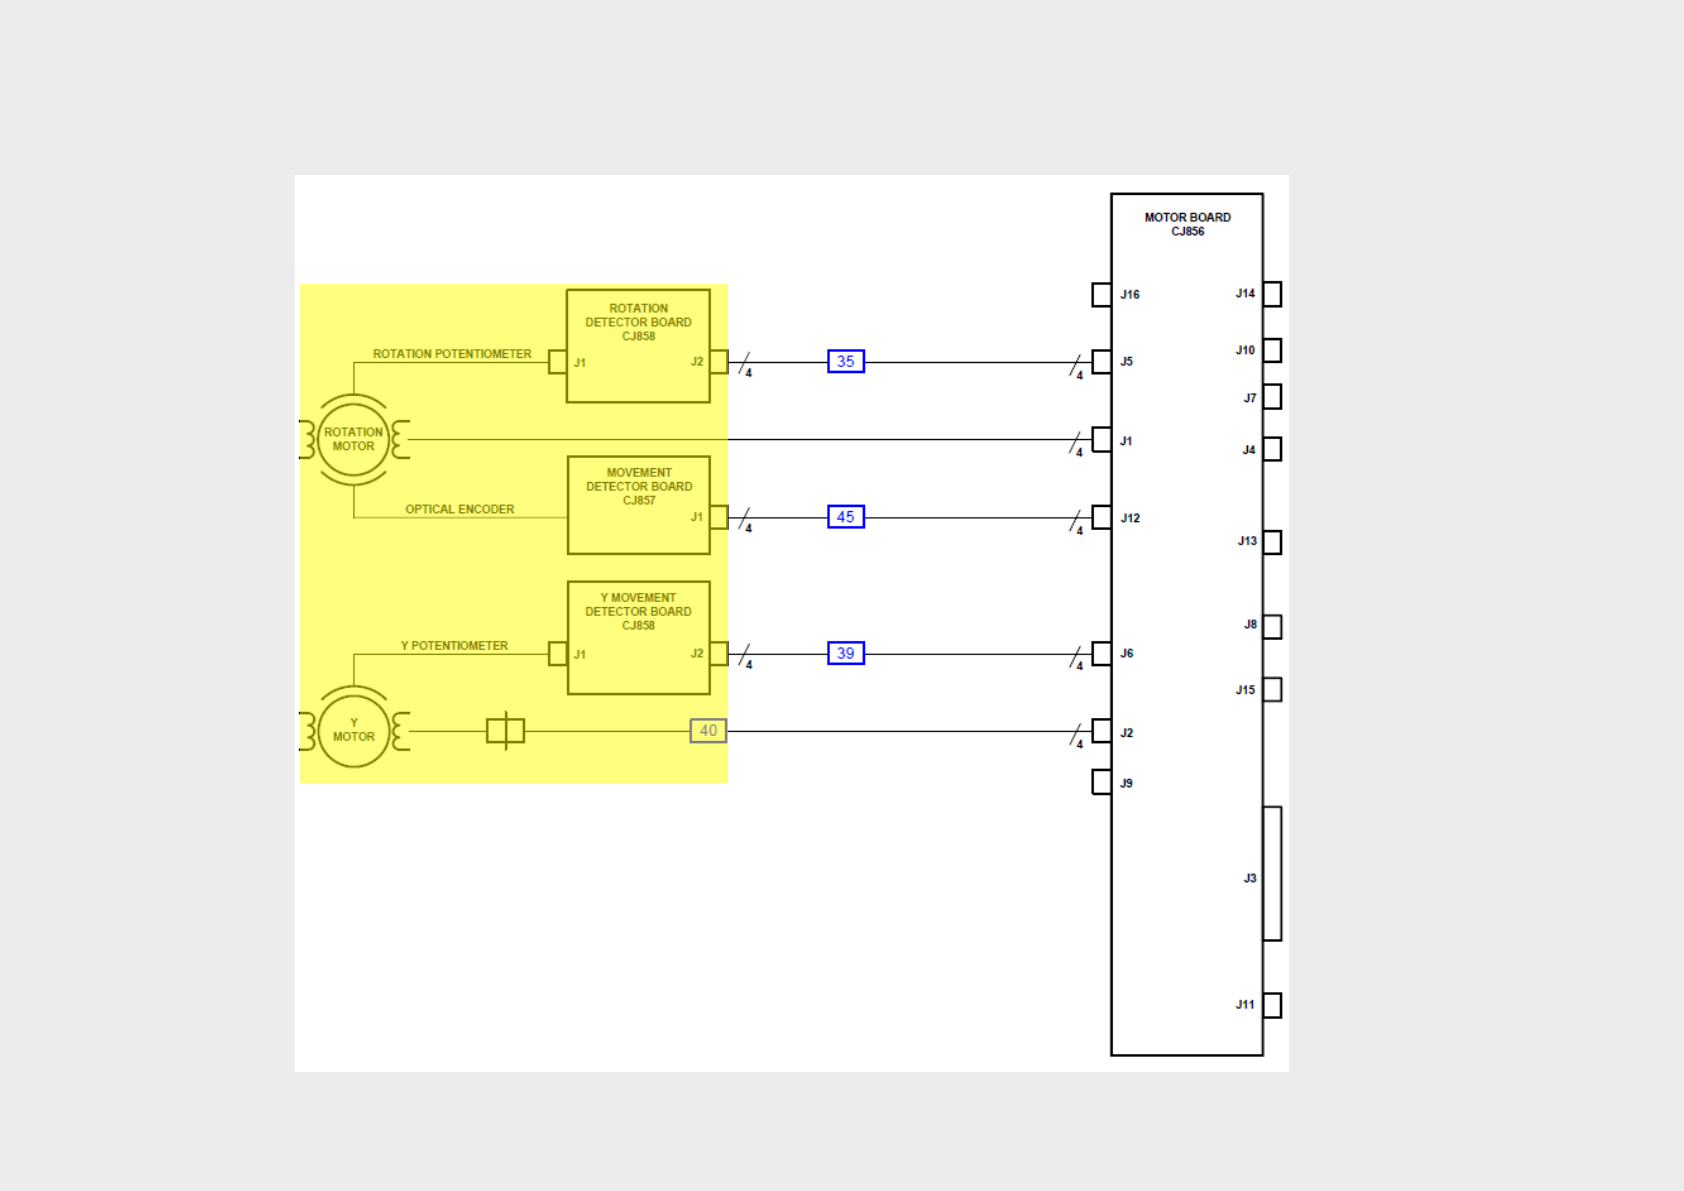 MOTOR BOARD
CJ856
J16
J14
ROTATION
DETECTOR BOARD
CJ858
ROTATION POTENTIOMETER
J1
J2
4
35
4
J5
J10
J7
ROTATION
MOTOR
4
J1
J4
MOVEMENT
DETECTOR BOARD
CJ857
OPTICAL ENCODER
J1
4
45
4
J12
J13
Y MOVEMENT
DETECTOR BOARD
CJ858
J8
Y POTENTIOMETER
J1
J2
4
39
4
J6
J15
Y
MOTOR
40
4
J2
J9
J3
J11